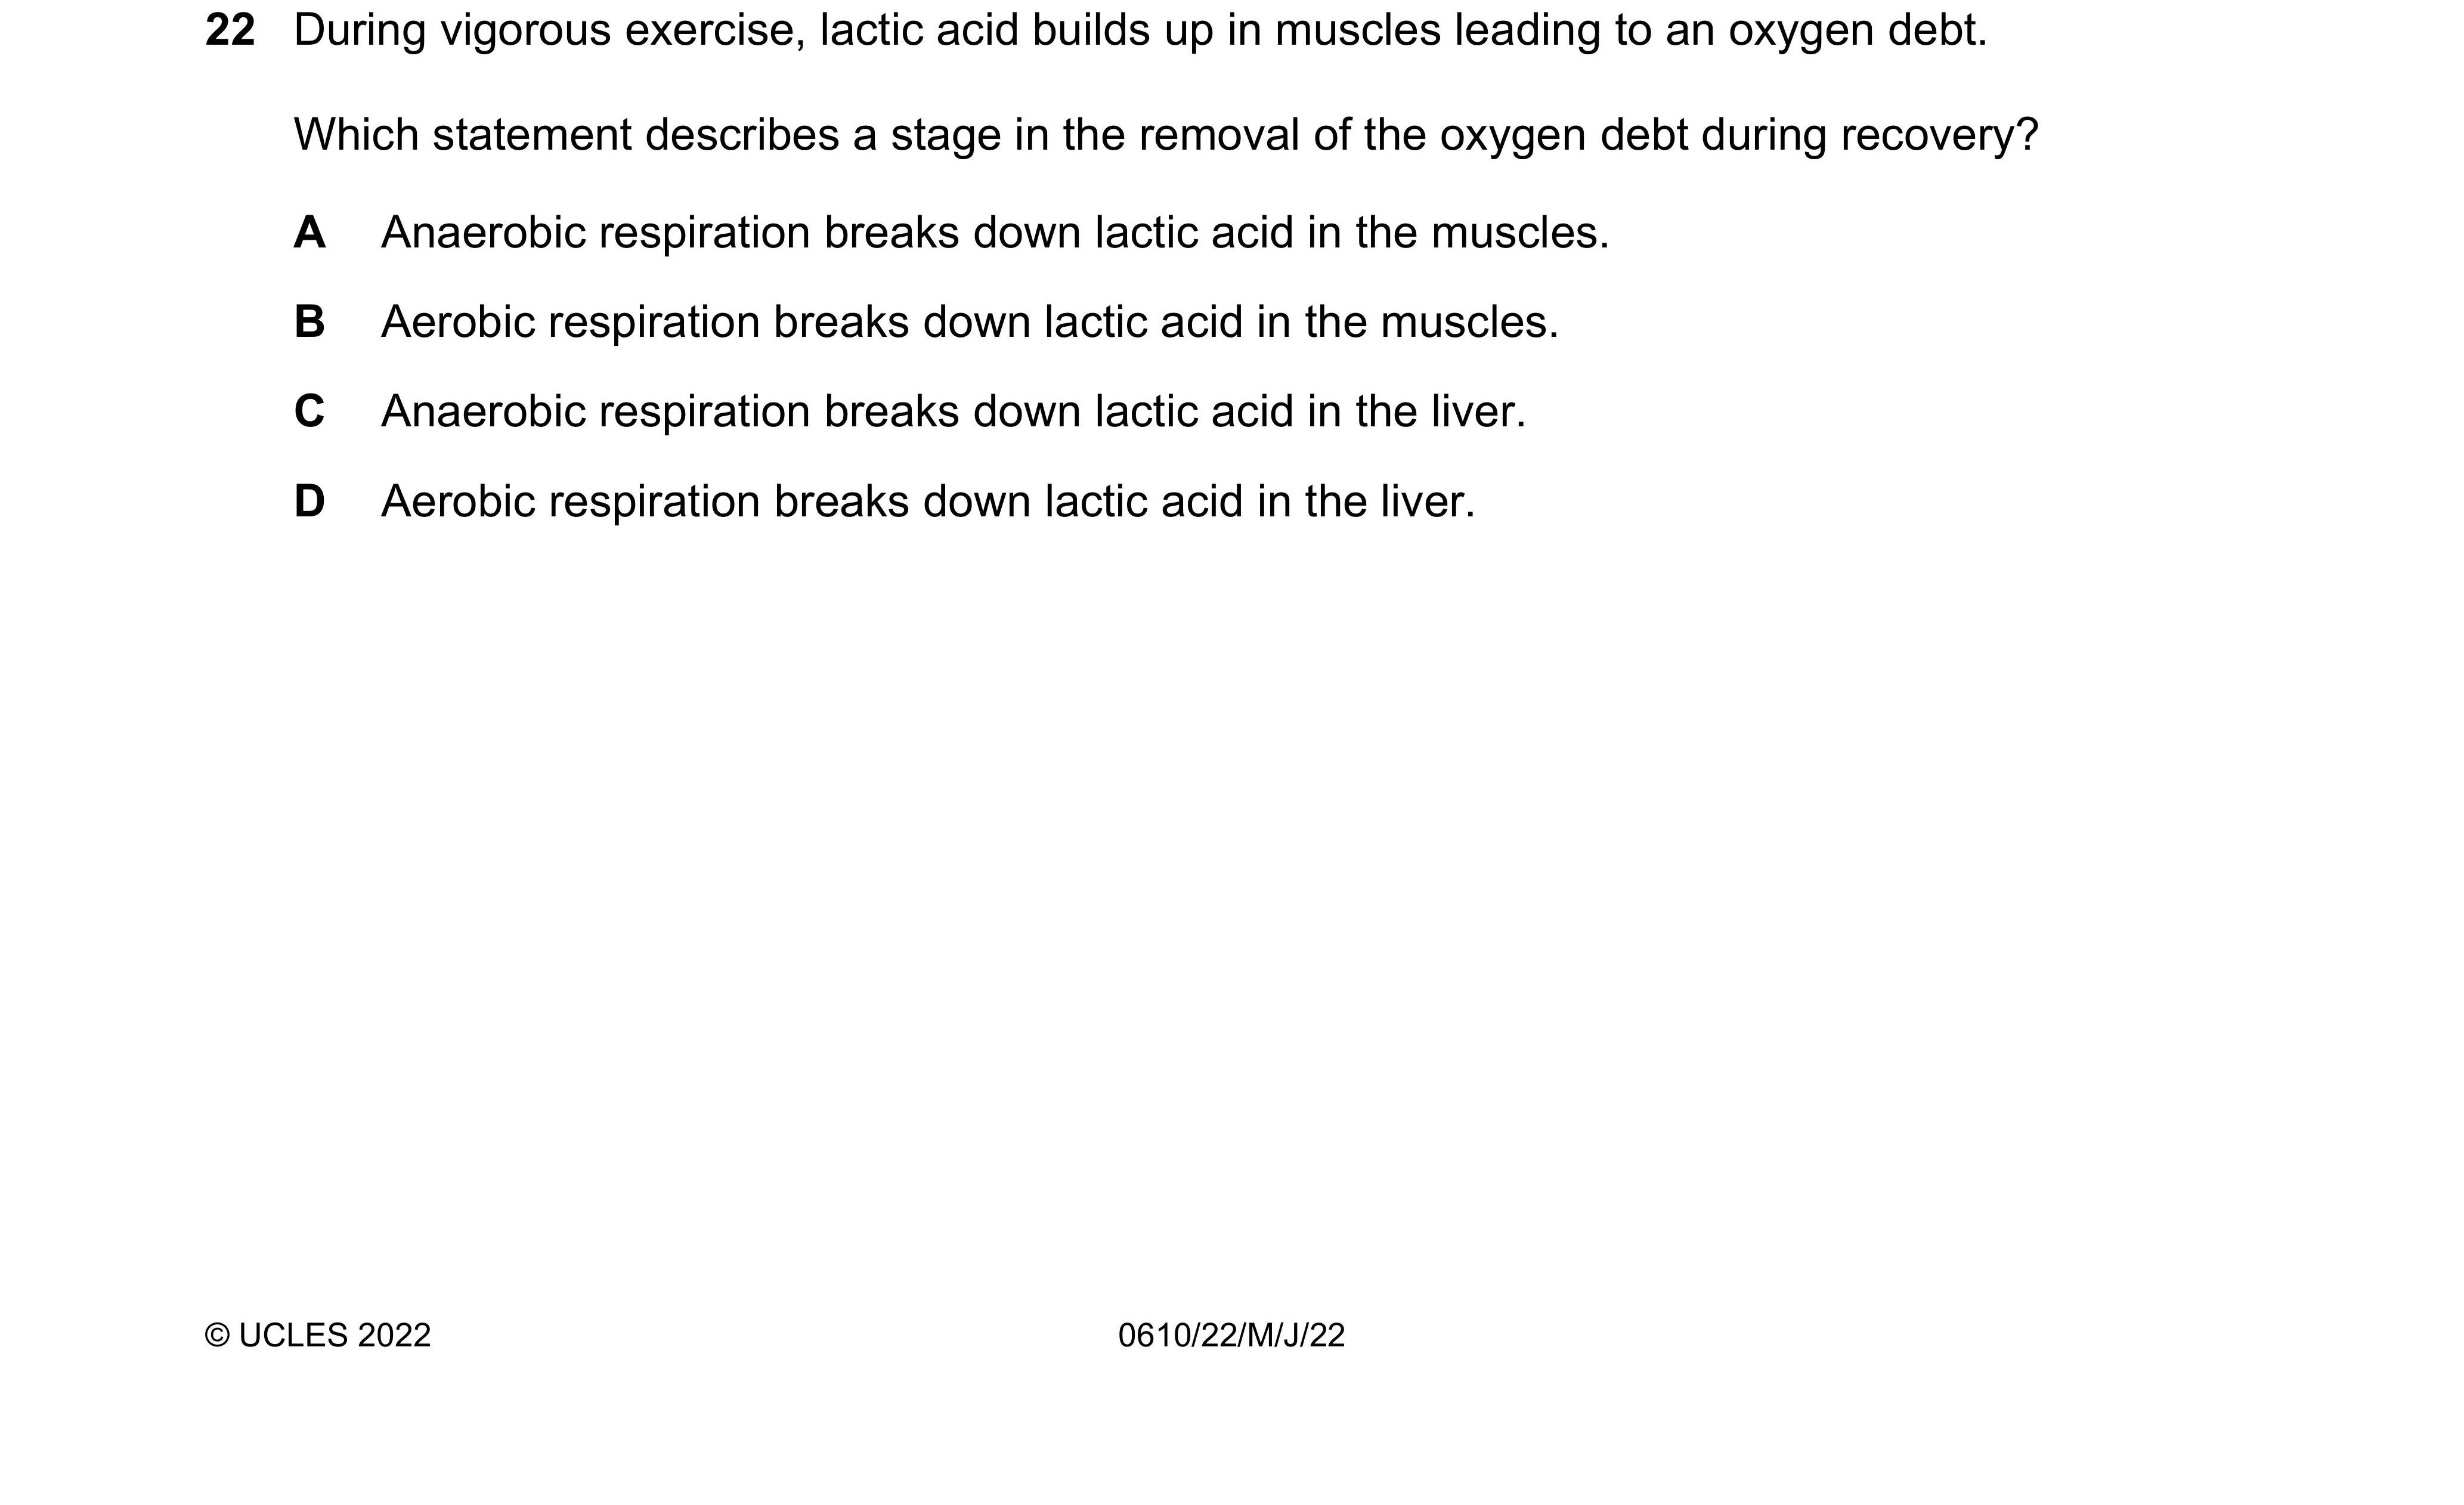 22 During vigorous exercise, lactic acid builds up in muscles leading to an oxygen debt.
Which statement describes a stage in the removal of the oxygen debt during recovery?
A Anaerobic respiration breaks down lactic acid in the muscles.
B Aerobic respiration breaks down lactic acid in the muscles.
C Anaerobic respiration breaks down lactic acid in the liver.
D Aerobic respiration breaks down lactic acid in the liver.
© UCLES 2022 0610/22/M/J/22